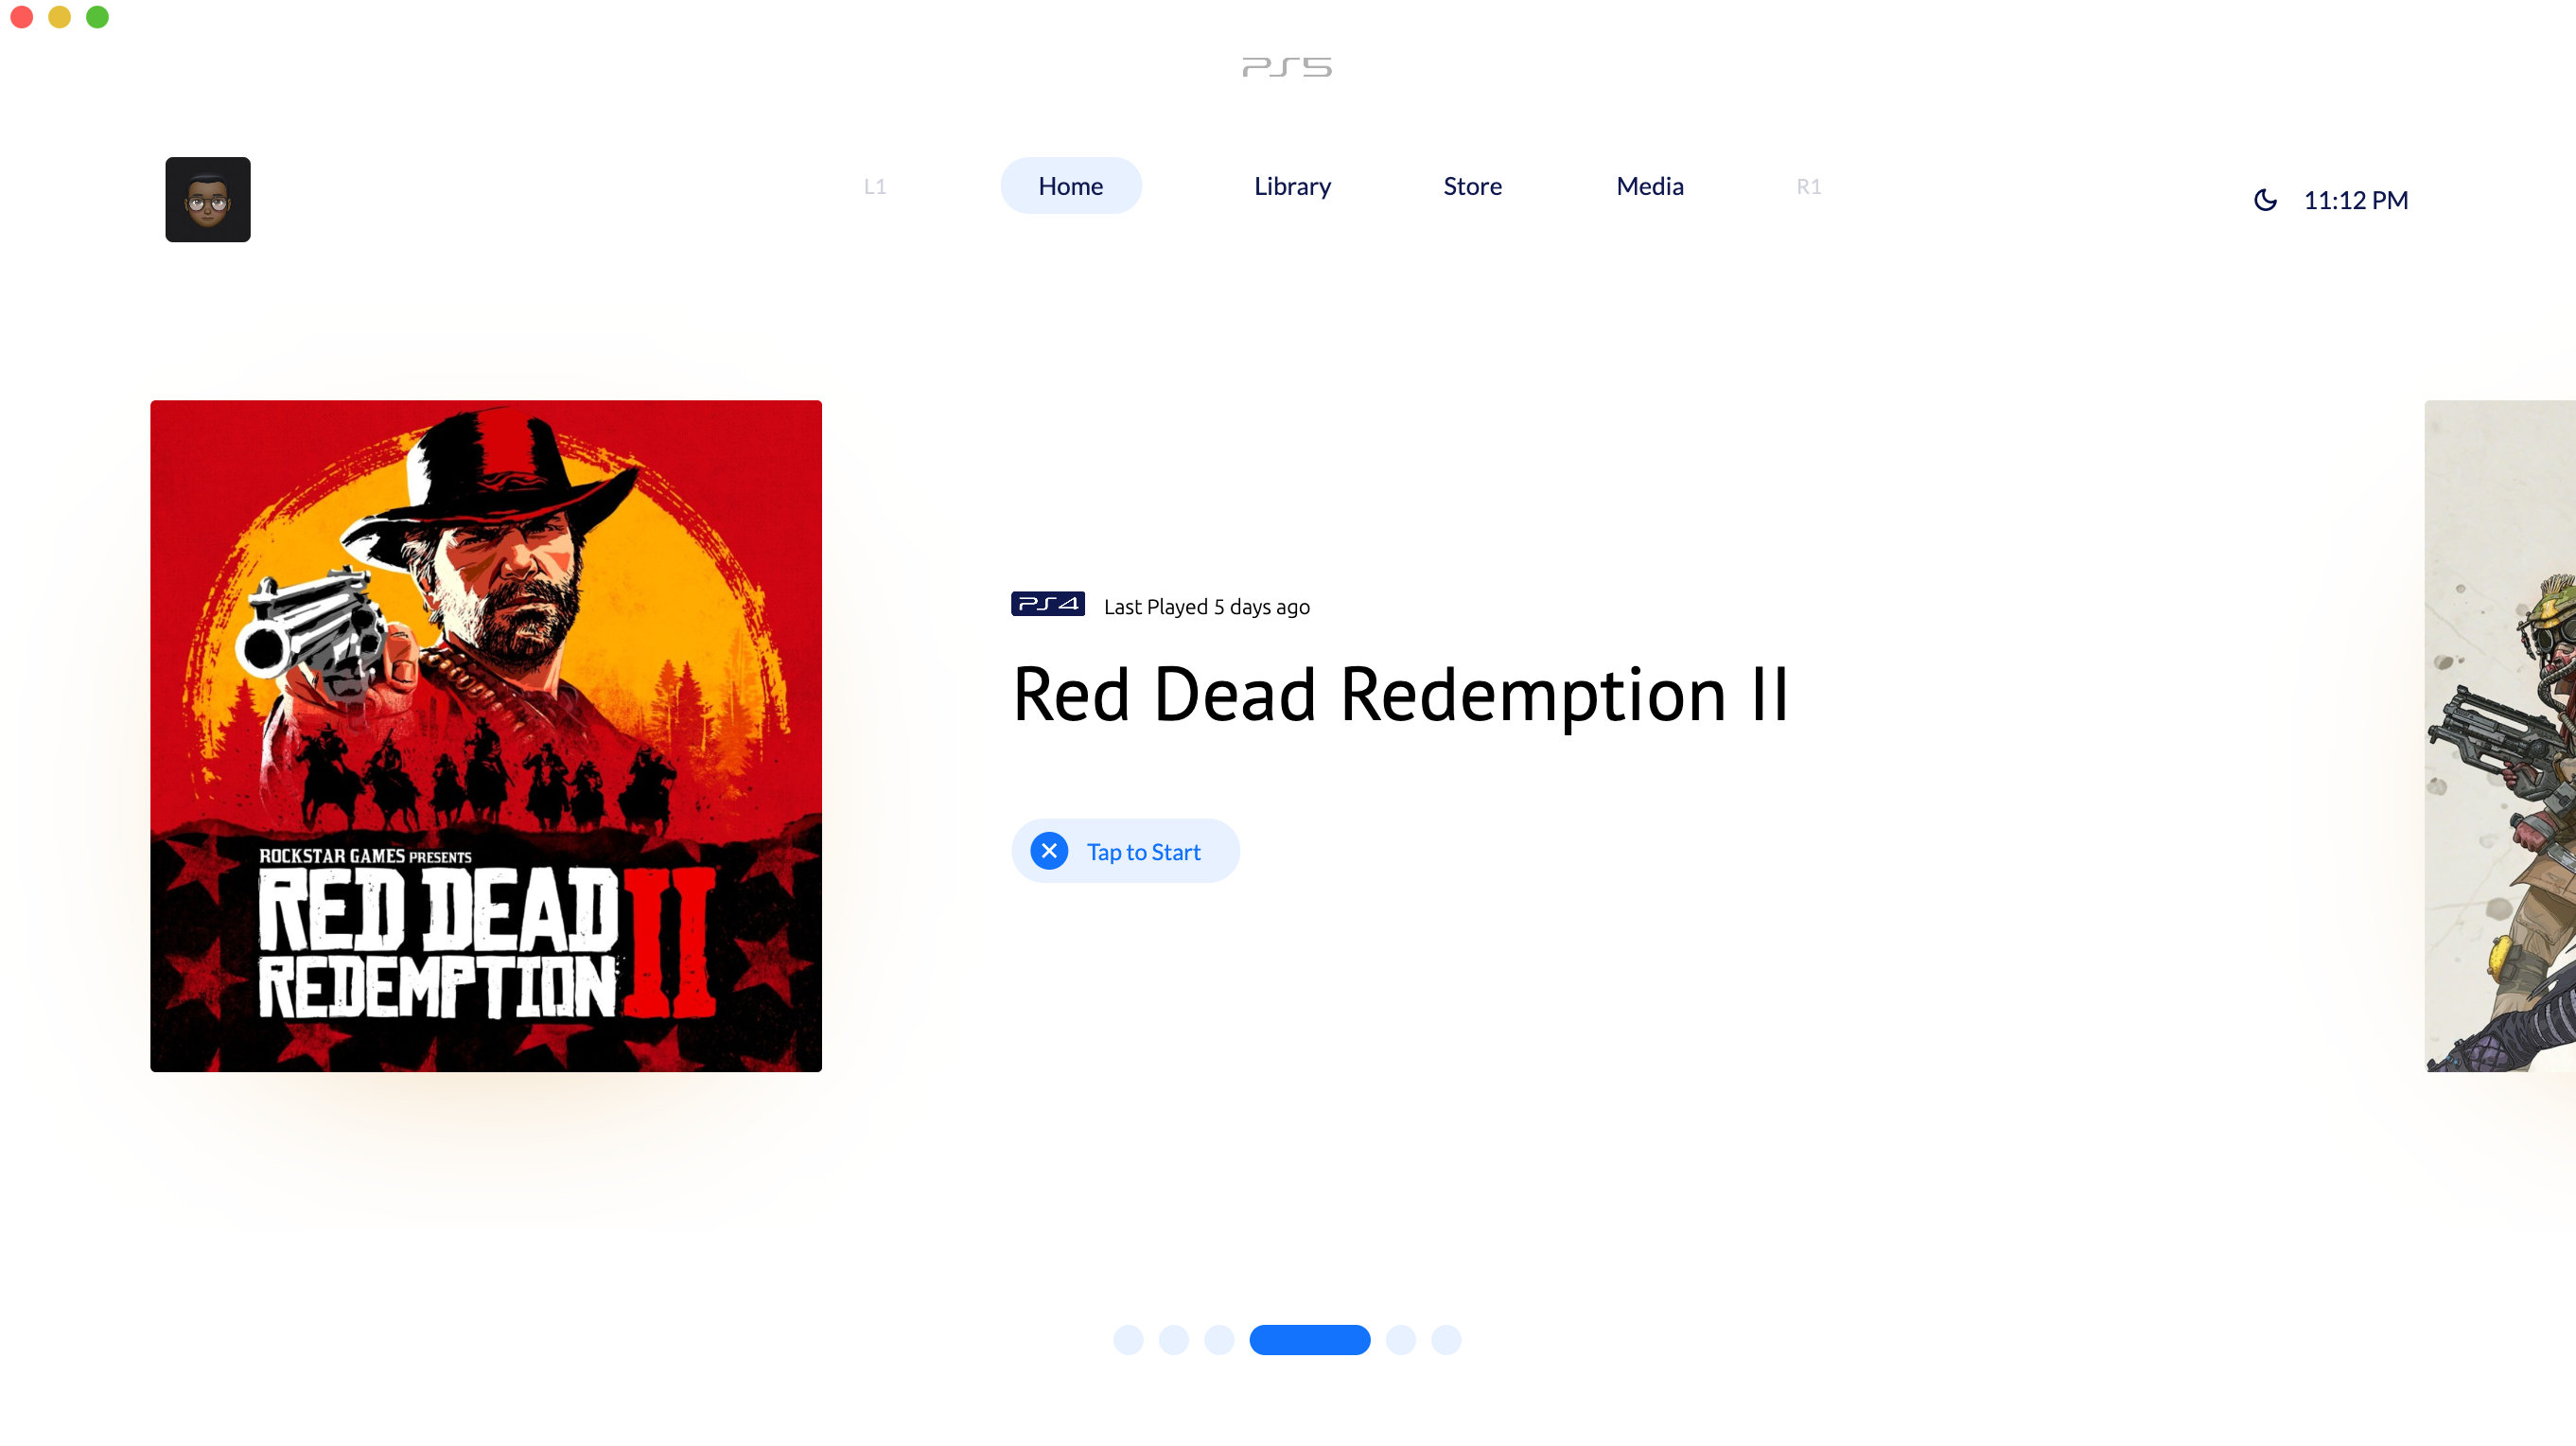 PS5
L1
Home
Library
Store
Media
R1
11:12 PM
PS4 Last Played 5 days ago
Red Dead Redemption II
Tap to Start
ROCKSTAR GAMES PRESENTS
RED DEAD
REDEMPTION II